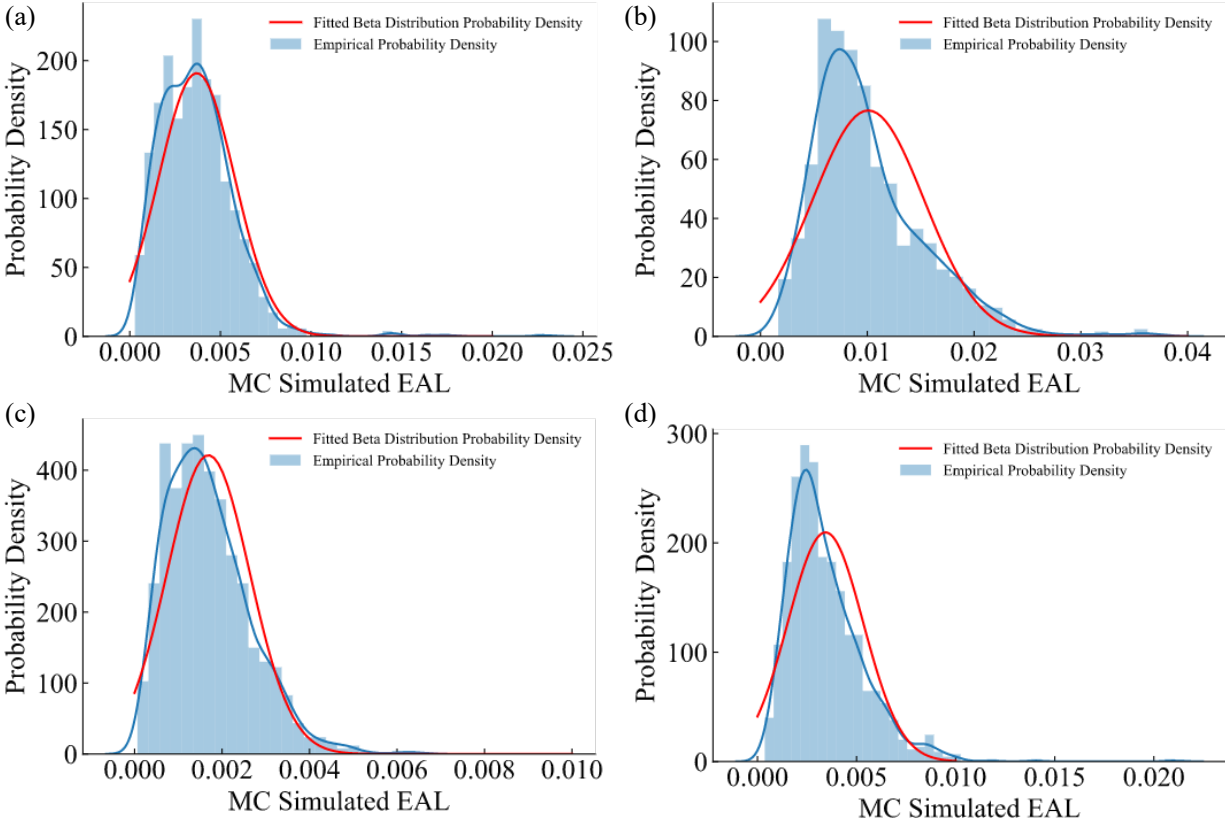 (a)
Fitted Beta Distribution Probability Density
Empirical Probability Density
200
150
100
50
0
Probability Density
0.000 0.005 0.010 0.015 0.020 0.025
MC Simulated EAL
(b)
Fitted Beta Distribution Probability Density
Empirical Probability Density
100
80
60
40
20
0
Probability Density
0.00 0.01 0.02 0.03 0.04
MC Simulated EAL
(c)
Fitted Beta Distribution Probability Density
Empirical Probability Density
400
300
200
100
0
Probability Density
0.000 0.002 0.004 0.006 0.008 0.010
MC Simulated EAL
(d)
Fitted Beta Distribution Probability Density
Empirical Probability Density
300
200
100
0
Probability Density
0.000 0.005 0.010 0.015 0.020
MC Simulated EAL